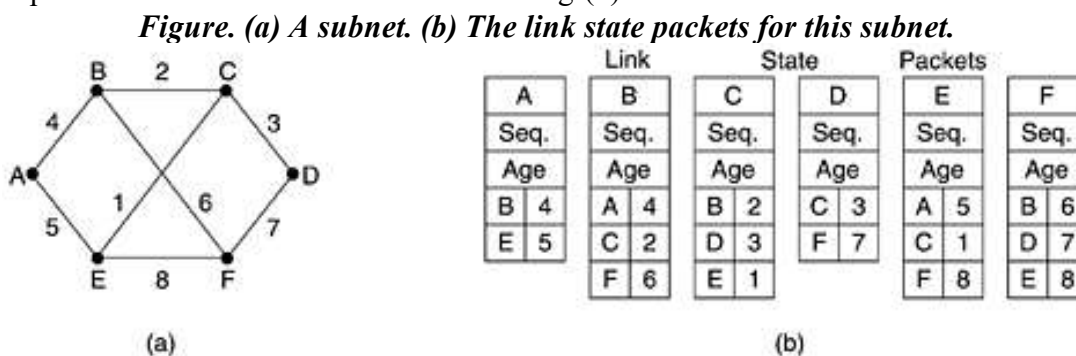 Figure. (a) A subnet. (b) The link state packets for this subnet.
B 2 C
4 3
A D
1 6
5 7
E 8 F
(a)
Link State Packets
A B C D E F
Seq. Seq. Seq. Seq. Seq. Seq.
Age Age Age Age Age Age
B 4 A 4 B 2 C 3 A 5 B 6
E 5 C 2 D 3 F 7 C 1 D 7
F 6 E 1 F 8 E 8
(b)